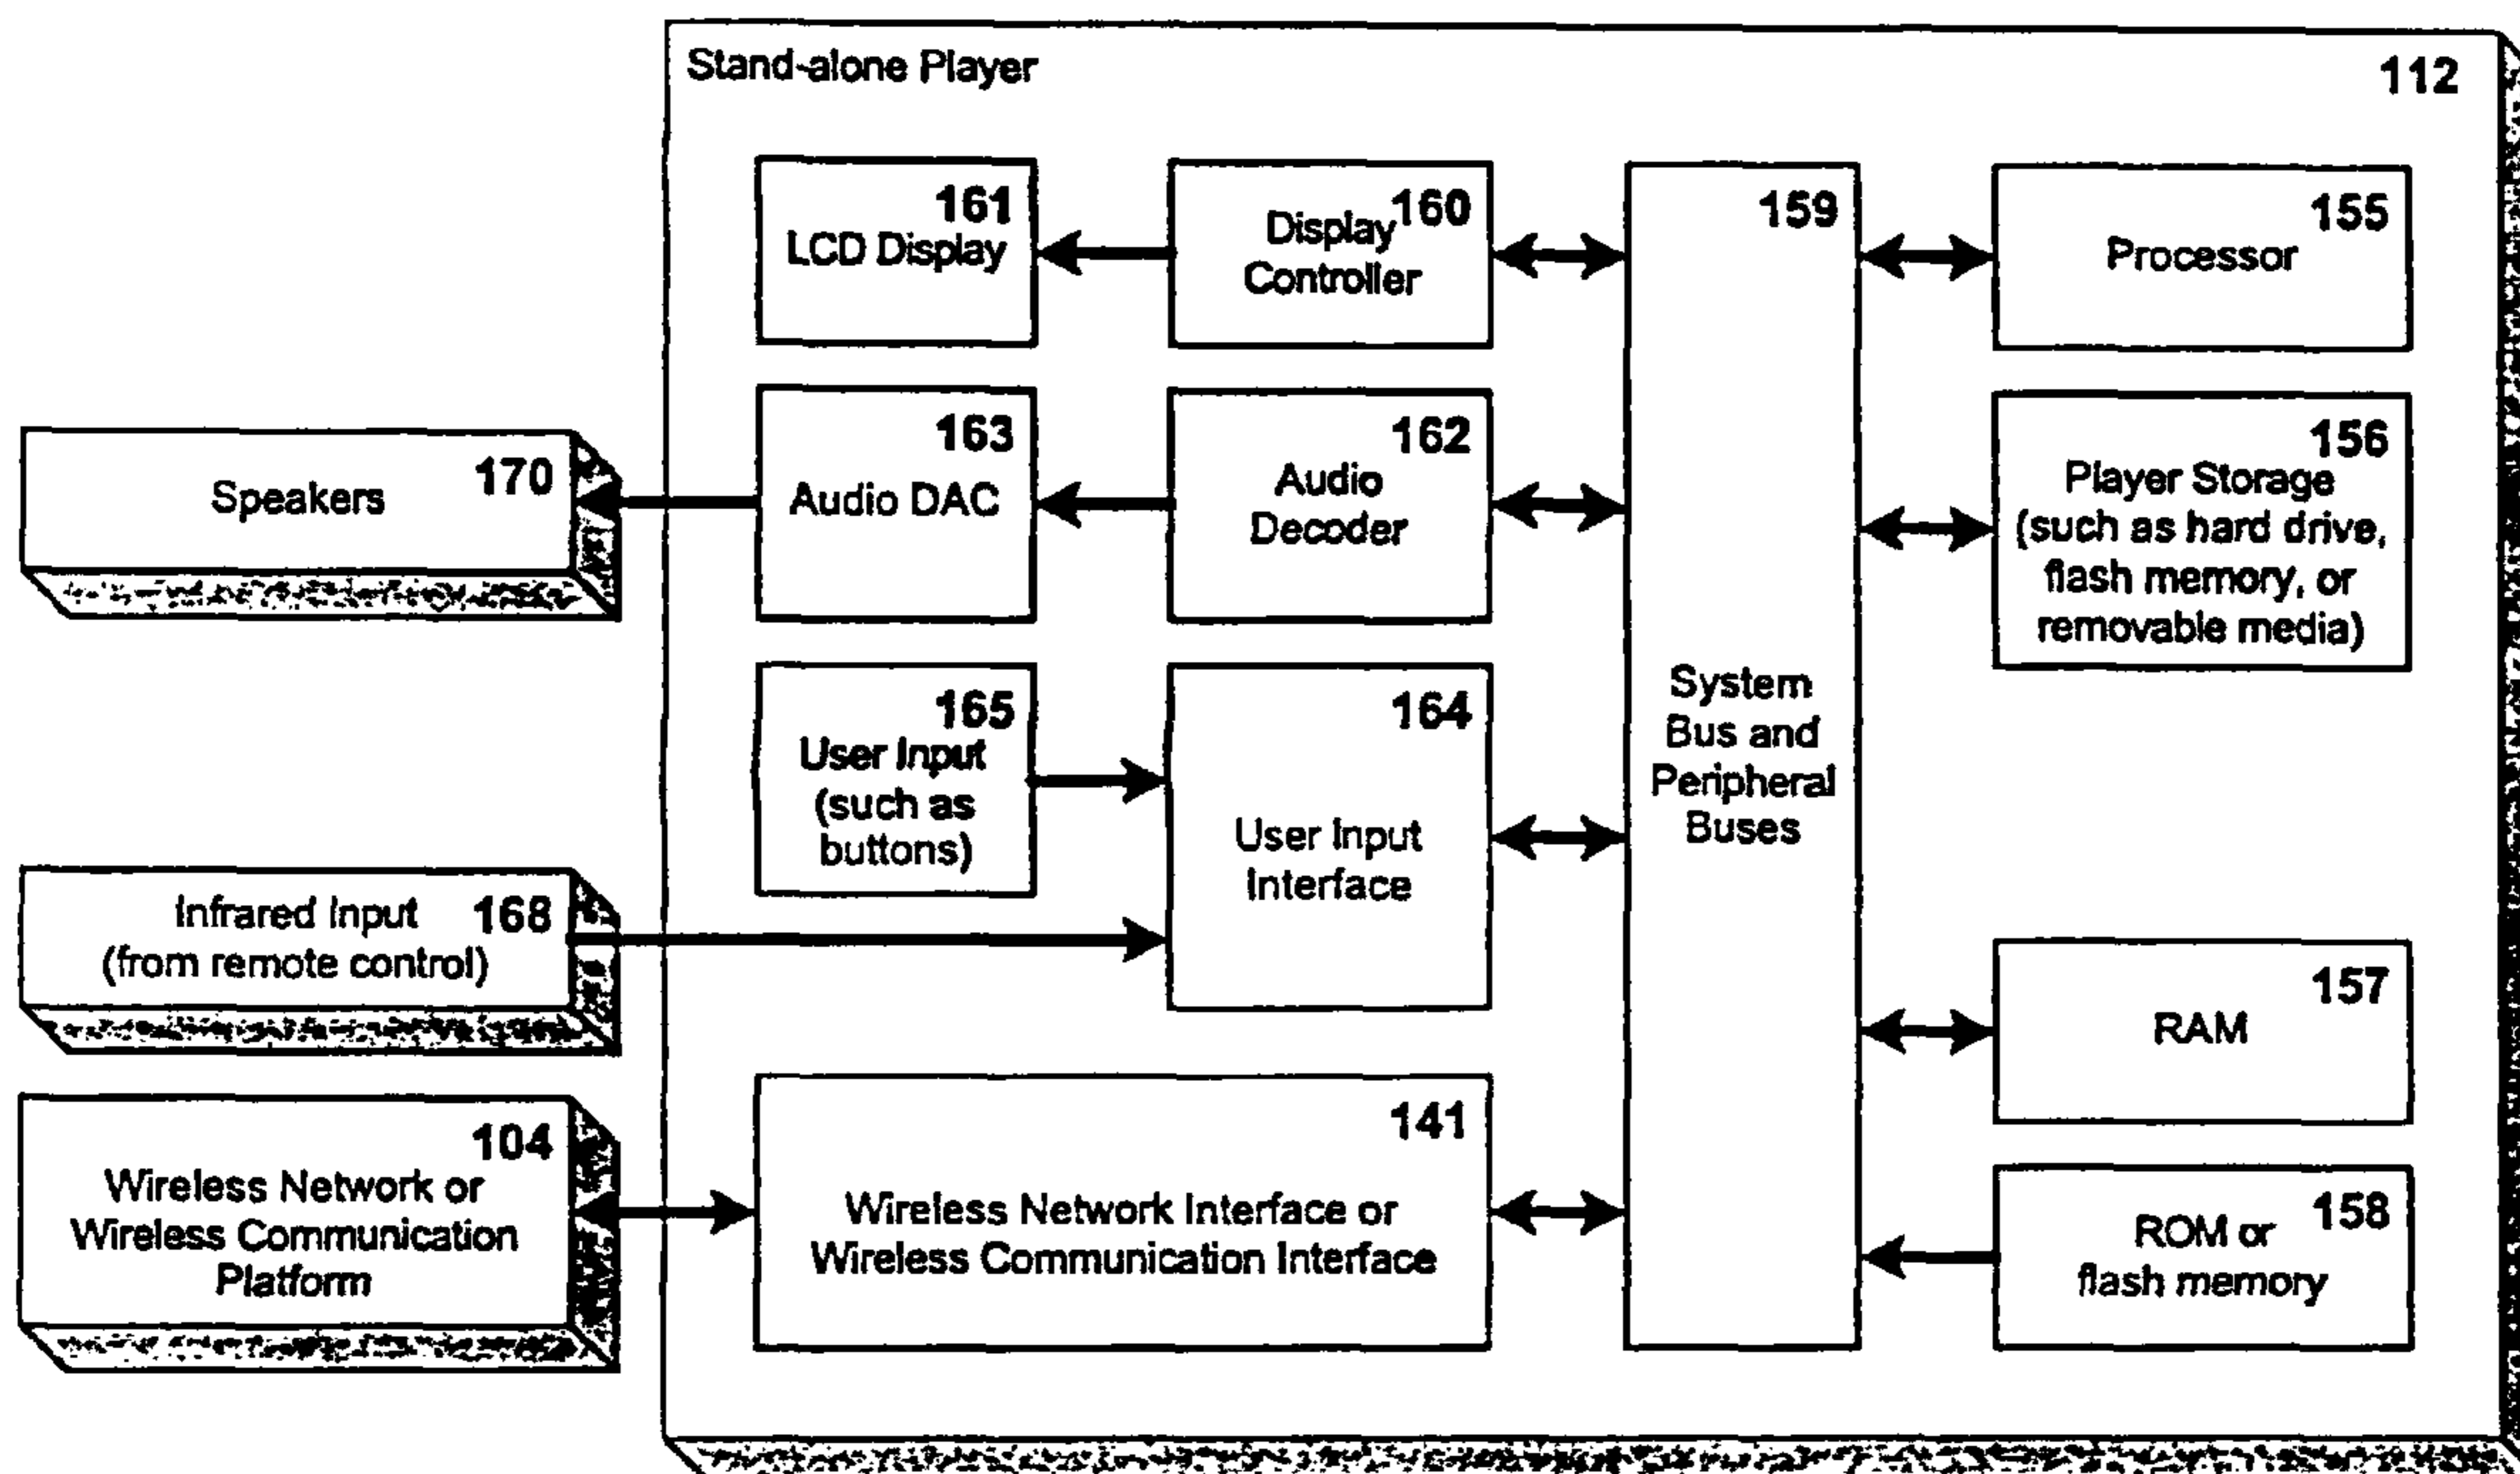 Stand-alone Player
112
161
LCD Display
160
Display
Controller
159
System
Bus and
Peripheral
Buses
155
Processor
170
Speakers
163
Audio DAC
162
Audio
Decoder
156
Player Storage
(such as hard drive,
flash memory, or
removable media)
165
User Input
(such as
buttons)
164
User Input
Interface
168
Infrared Input
(from remote control)
157
RAM
104
Wireless Network or
Wireless Communication
Platform
141
Wireless Network Interface or
Wireless Communication Interface
158
ROM or
flash memory